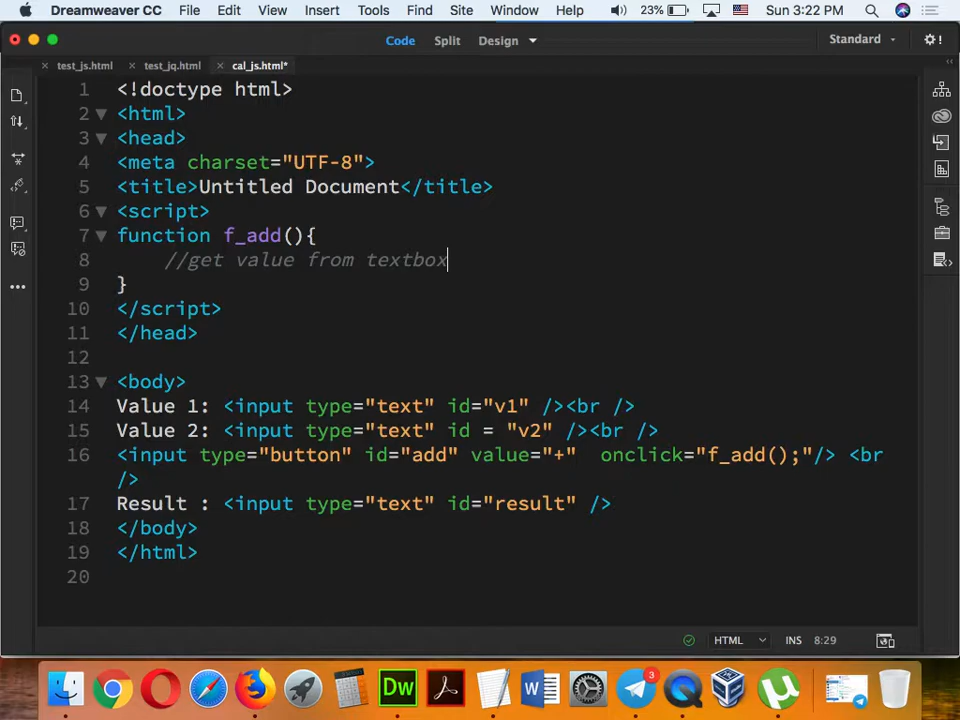 Dreamweaver CC File Edit View Insert Tools Find Site Window Help 23% Sun 3:22 PM
Code Split Design Standard
test_js.html test_jq.html cal_js.html*
1 <!doctype html>
2 <html>
3 <head>
4 <meta charset="UTF-8">
5 <title>Untitled Document</title>
6 <script>
7 function f_add(){
8 //get value from textbox
9 }
10 </script>
11 </head>
12
13 <body>
14 Value 1: <input type="text" id="v1" /><br />
15 Value 2: <input type="text" id = "v2" /><br />
16 <input type="button" id="add" value="+" onclick="f_add();"/> <br
/>
17 Result : <input type="text" id="result" />
18 </body>
19 </html>
20
HTML INS 8:29
Dw W 3